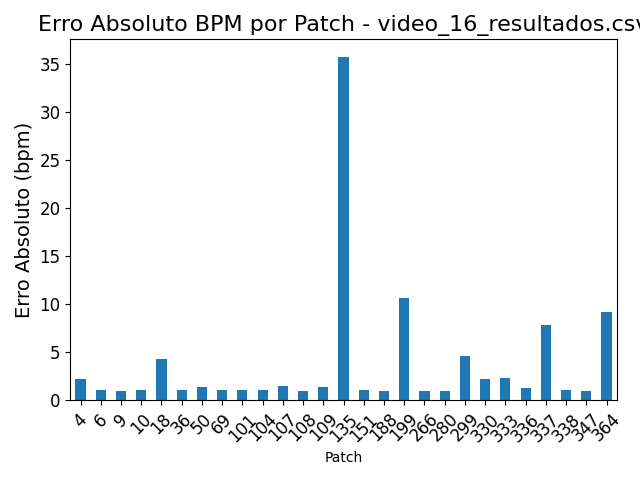 Erro Absoluto BPM por Patch - video_16_resultados.csv
Erro Absoluto (bpm)
35
30
25
20
15
10
5
0
4 6 9 10 18 36 50 69 101 104 107 108 109 135 151 188 199 266 280 299 330 333 336 337 338 347 364
Patch